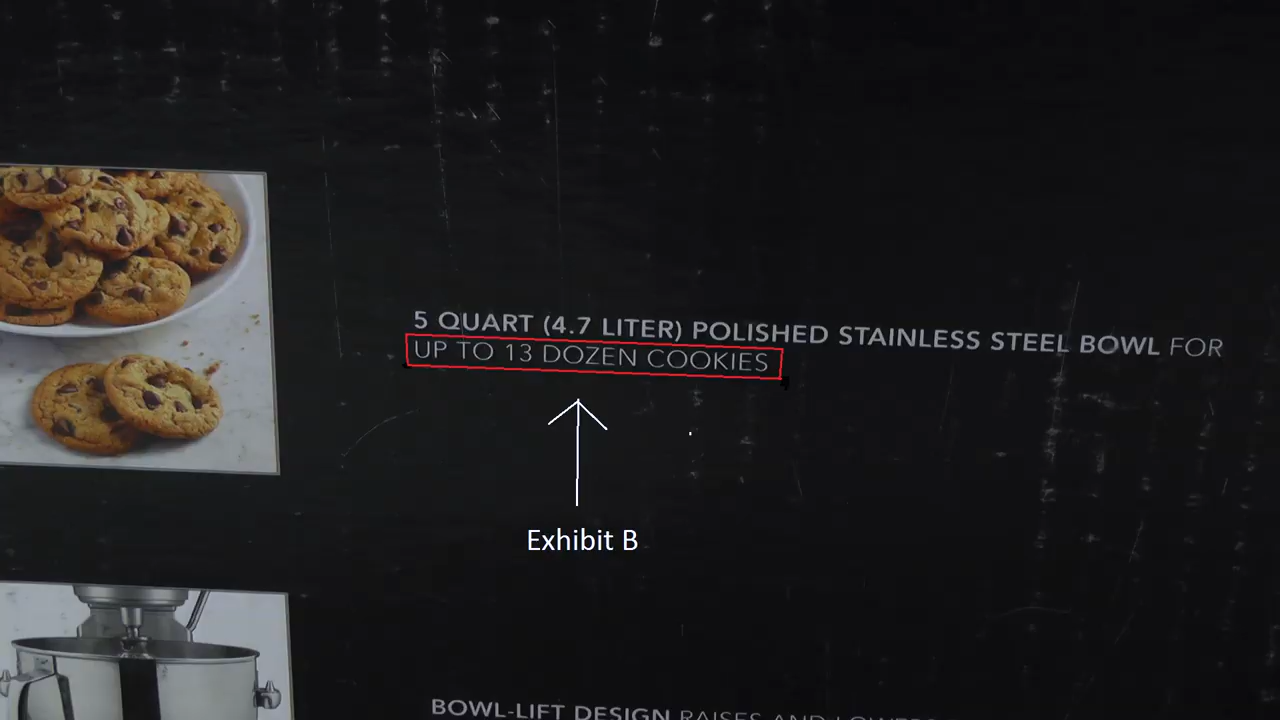 5 QUART (4.7 LITER) POLISHED STAINLESS STEEL BOWL FOR
UP TO 13 DOZEN COOKIES
Exhibit B
BOWL-LIFT DESIGN RAISES AND LOWERS